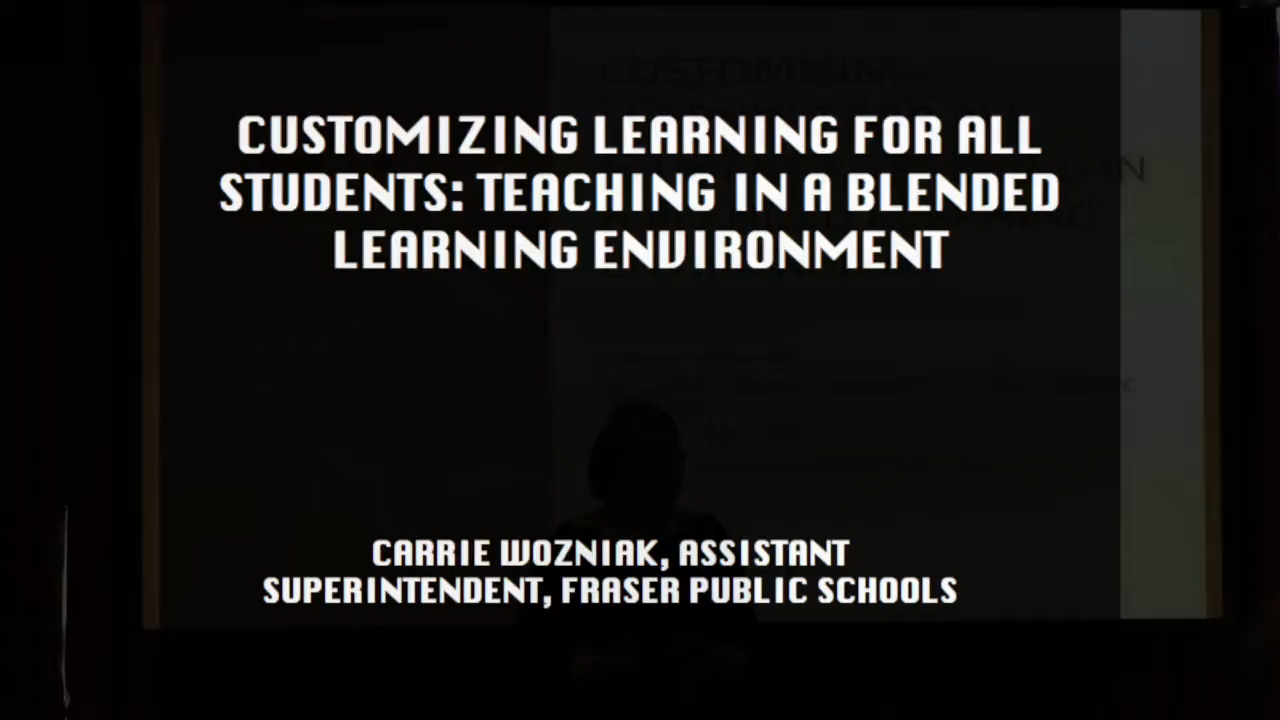 CUSTOMIZING LEARNING FOR ALL
STUDENTS: TEACHING IN A BLENDED
LEARNING ENVIRONMENT
CARRIE WOZNIAK, ASSISTANT
SUPERINTENDENT, FRASER PUBLIC SCHOOLS